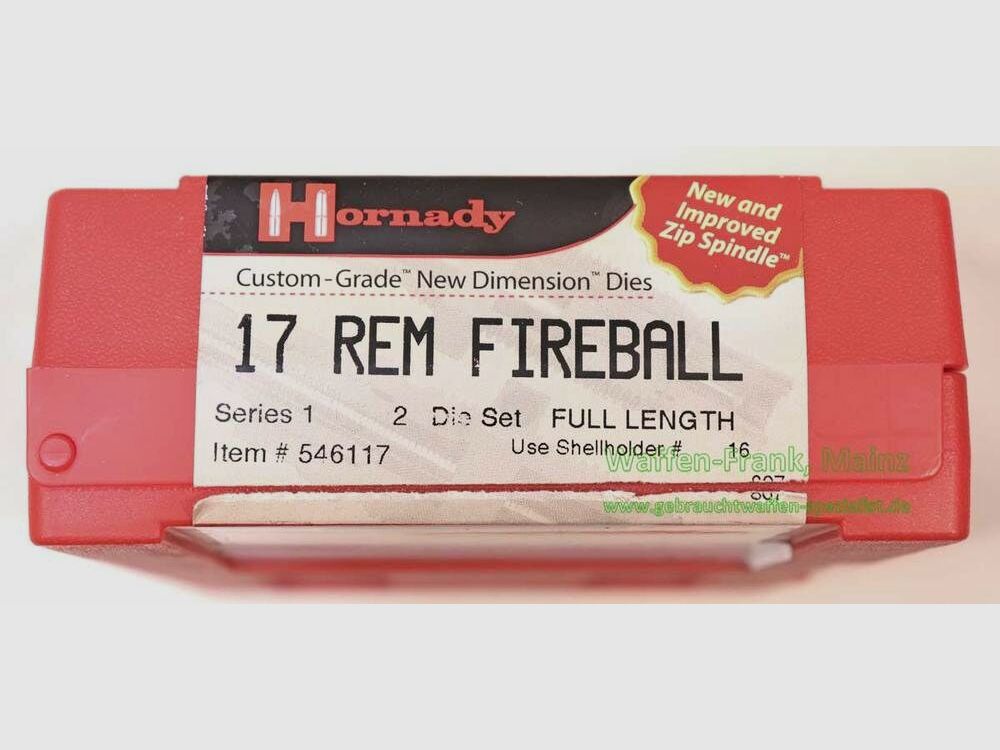 Hornady
New and
Improved
Zip Spindle™
Custom-Grade™ New Dimension™ Dies
17 REM FIREBALL
Series 1 2 Die Set FULL LENGTH
Item # 546117 Use Shellholder # 16
Waffen-Frank, Mainz
807
www.gebrauchtwaffen-spezialist.de